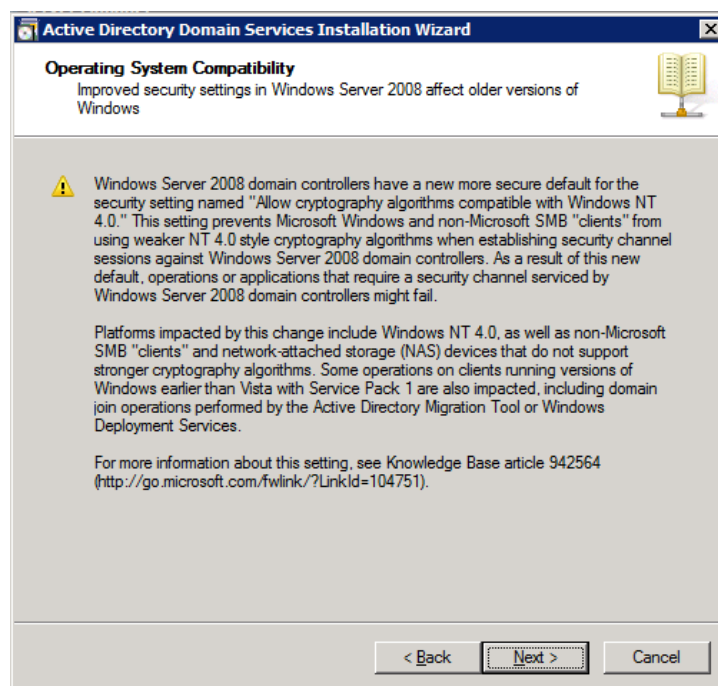 Active Directory Domain Services Installation Wizard
Operating System Compatibility
Improved security settings in Windows Server 2008 affect older versions of
Windows
Windows Server 2008 domain controllers have a new more secure default for the
security setting named "Allow cryptography algorithms compatible with Windows NT
4.0." This setting prevents Microsoft Windows and non-Microsoft SMB "clients" from
using weaker NT 4.0 style cryptography algorithms when establishing security channel
sessions against Windows Server 2008 domain controllers. As a result of this new
default, operations or applications that require a security channel serviced by
Windows Server 2008 domain controllers might fail.
Platforms impacted by this change include Windows NT 4.0, as well as non-Microsoft
SMB "clients" and network-attached storage (NAS) devices that do not support
stronger cryptography algorithms. Some operations on clients running versions of
Windows earlier than Vista with Service Pack 1 are also impacted, including domain
join operations performed by the Active Directory Migration Tool or Windows
Deployment Services.
For more information about this setting, see Knowledge Base article 942564
(http://go.microsoft.com/fwlink/?LinkId=104751).
< Back Next > Cancel